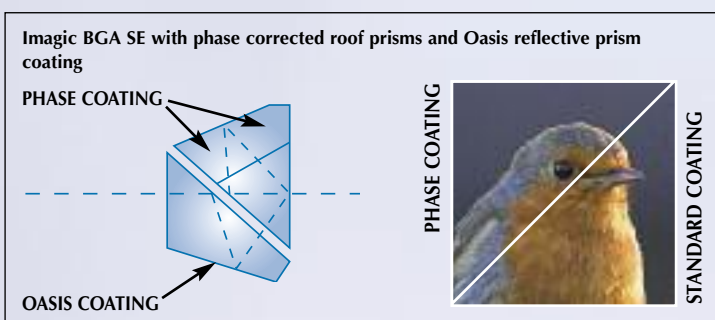 Imagic BGA SE with phase corrected roof prisms and Oasis reflective prism
coating
PHASE COATING
OASIS COATING
PHASE COATING
STANDARD COATING